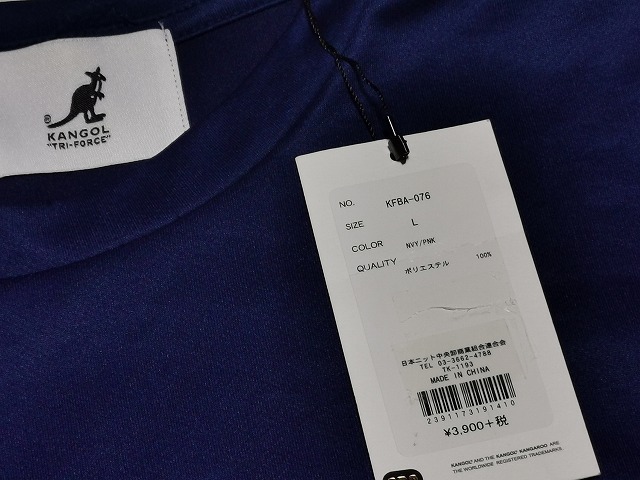 ®
KANGOL
"TRI-FORCE"
NO. KFBA-076
SIZE L
COLOR NVY/PNK
QUALITY ポリエステル 100%
日本ニット中央卸商業組合連合会
TEL 03-3662-4788
TK-1193
MADE IN CHINA
2391173191410
¥3,900+税
KANGOL® AND THE KANGOL® KANGAROO ARE
THE WORLDWIDE REGISTERED TRADEMARKS.